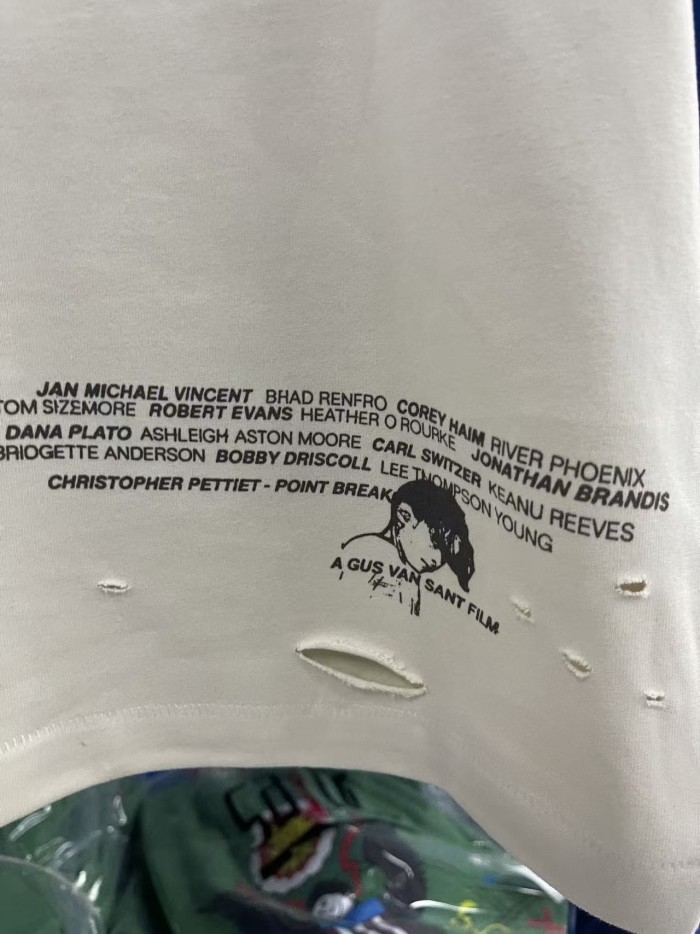 JAN MICHAEL VINCENT BHAD RENFRO COREY HAIM RIVER PHOENIX
TOM SIZEMORE ROBERT EVANS HEATHER O ROURKE JONATHAN BRANDIS
DANA PLATO ASHLEIGH ASTON MOORE CARL SWITZER KEANU REEVES
BRIOGETTE ANDERSON BOBBY DRISCOLL LEE THOMPSON YOUNG
CHRISTOPHER PETTIET - POINT BREAK
A GUS VAN SANT FILM